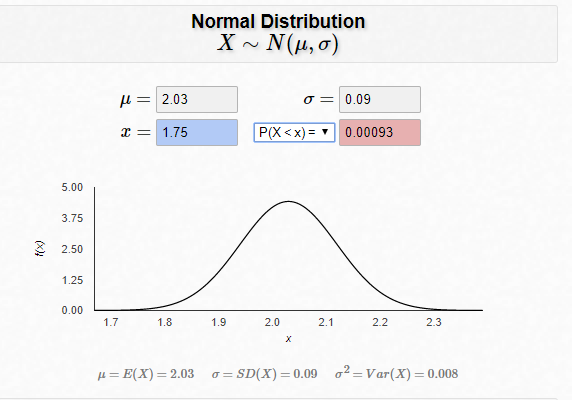 Normal Distribution
X ~ N(μ, σ)
μ = 2.03 σ = 0.09
x = 1.75 P(X < x) = ▼ 0.00093
5.00
3.75
2.50
1.25
0.00
f(x)
1.7 1.8 1.9 2.0 2.1 2.2 2.3
x
μ = E(X) = 2.03 σ = SD(X) = 0.09 σ² = Var(X) = 0.008